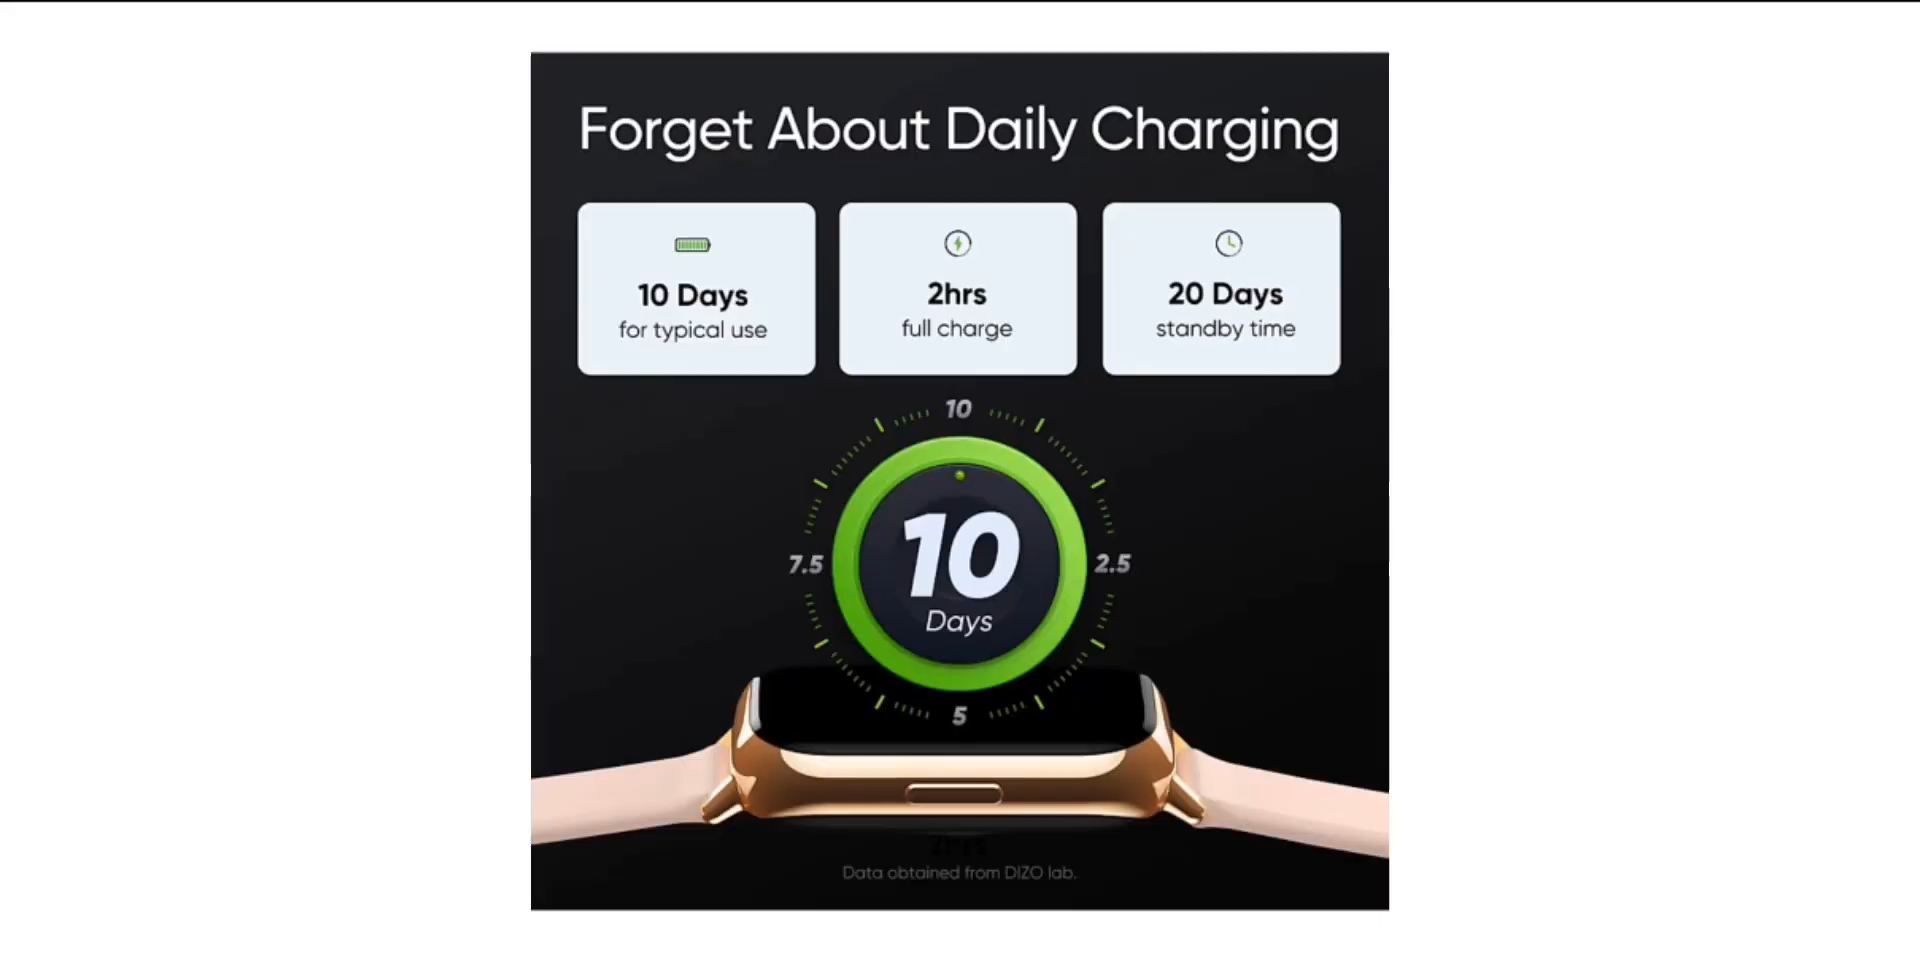 Forget About Daily Charging
10 Days
for typical use
2hrs
full charge
20 Days
standby time
10
7.5
10
Days
2.5
5
2hrs
Data obtained from DIZO lab.